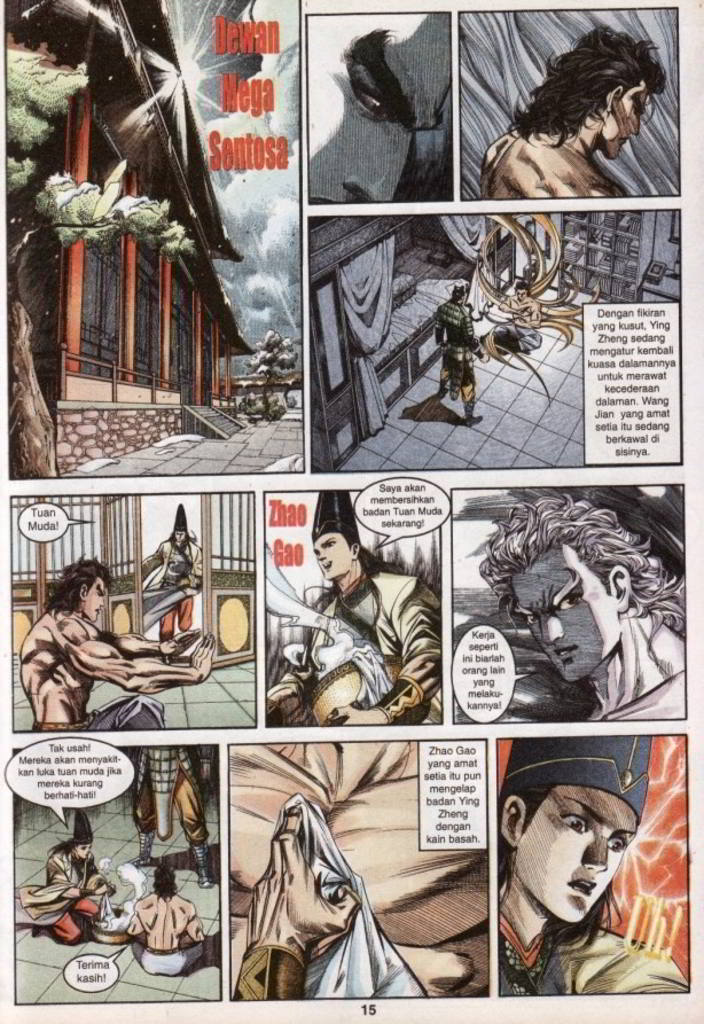 Dewan
Mega
Sentosa
Dengan fikiran
yang kusut, Ying
Zheng sedang
mengatur kembali
kuasa dalamannya
untuk merawat
kecederaan
dalaman. Wang
Jian yang amat
setia itu sedang
berkawal di
sisinya.
Tuan
Muda!
Zhao
Gao
Saya akan
membersihkan
badan Tuan Muda
sekarang!
Kerja
seperti
ini biarlah
orang lain
yang
melaku-
kannya!
Tak usah!
Mereka akan menyakit-
kan luka tuan muda jika
mereka kurang
berhati-hati!
Terima
kasih!
Zhao Gao
yang amat
setia itu pun
mengelap
badan Ying
Zheng
dengan
kain basah.
Uh!
15